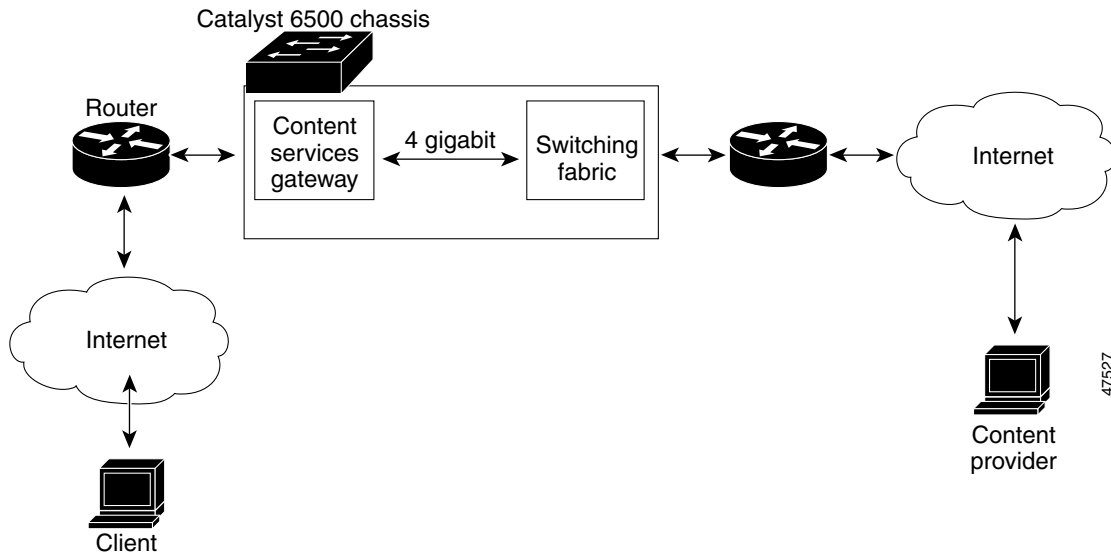 Catalyst 6500 chassis
Router
Content
services
gateway
4 gigabit
Switching
fabric
Internet
Internet
Content
provider
Client
47527